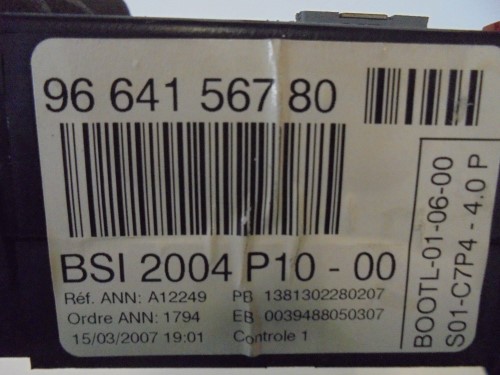 96 641 567 80
BSI 2004 P10 - 00
Réf. ANN: A12249 PB 1381302280207
Ordre ANN: 1794 EB 0039488050307
15/03/2007 19:01 Controle 1
BOOTL-01-06-00
S01-C7P4 - 4.0 P